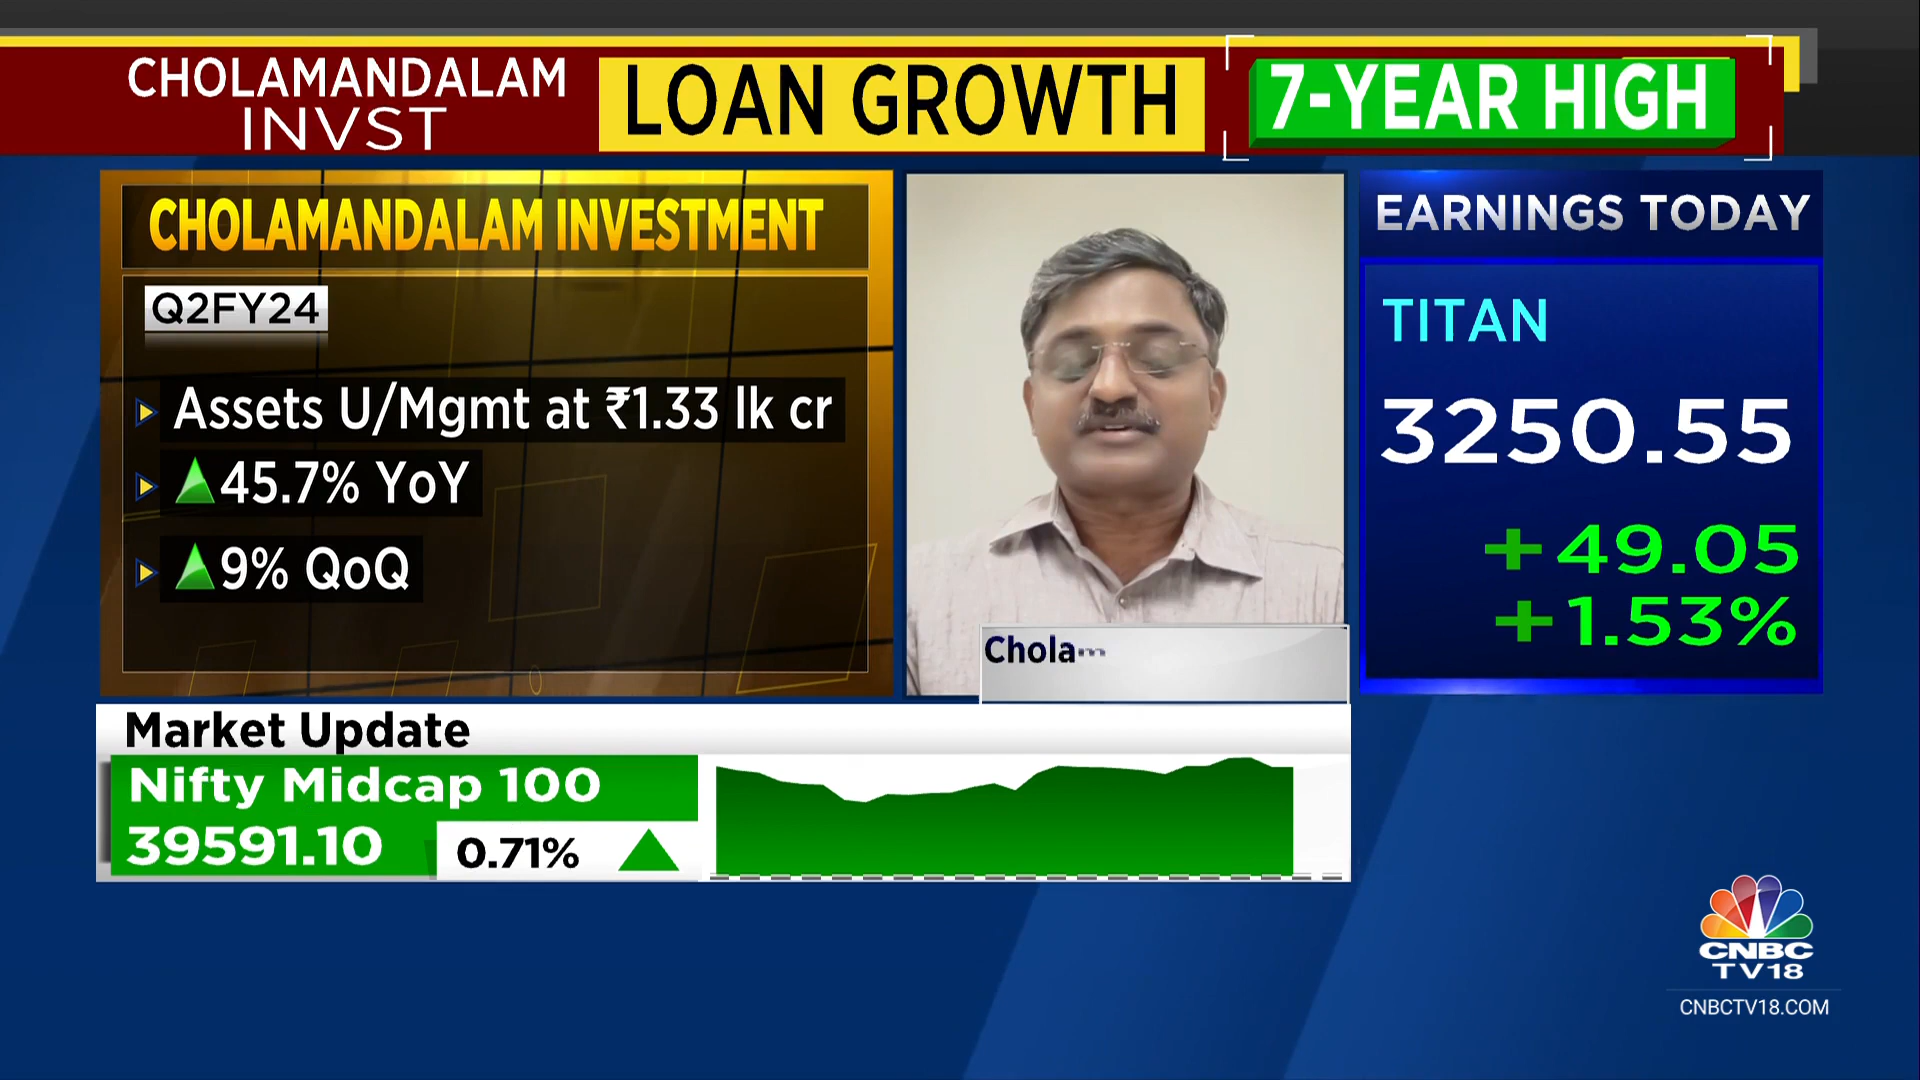 CHOLAMANDALAM
INVST
LOAN GROWTH
7-YEAR HIGH
CHOLAMANDALAM INVESTMENT
Q2FY24
Assets U/Mgmt at ₹1.33 lk cr
45.7% YoY
9% QoQ
Cholam
EARNINGS TODAY
TITAN
3250.55
+49.05
+1.53%
Market Update
Nifty Midcap 100
39591.10
0.71%
CNBC
TV18
CNBCTV18.COM